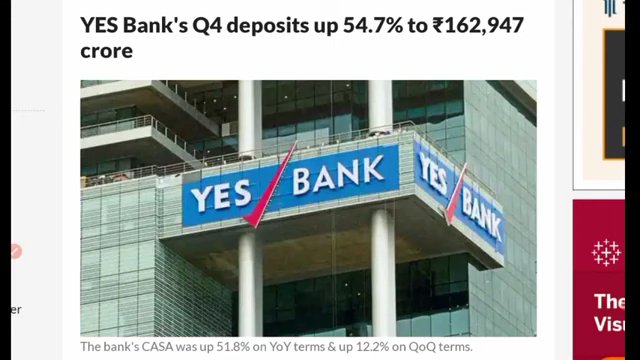 YES Bank's Q4 deposits up 54.7% to ₹162,947
crore
YES BANK
YES BANK
The bank's CASA was up 51.8% on YoY terms & up 12.2% on QoQ terms.
er
The
Visu